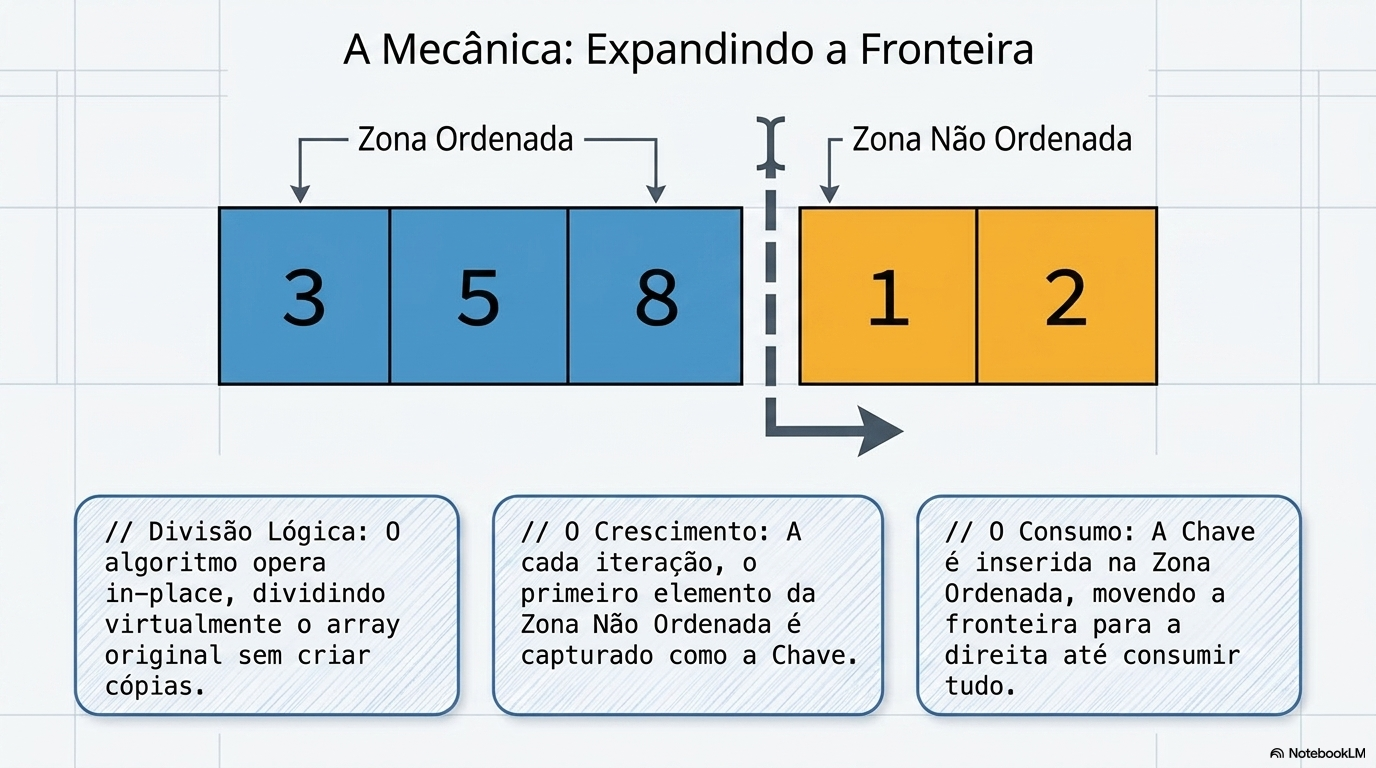 A Mecânica: Expandindo a Fronteira
Zona Ordenada
Zona Não Ordenada
3 5 8 1 2
// Divisão Lógica: O
algoritmo opera
in-place, dividindo
virtualmente o array
original sem criar
cópias.
// O Crescimento: A
cada iteração, o
primeiro elemento da
Zona Não Ordenada é
capturado como a Chave.
// O Consumo: A Chave
é inserida na Zona
Ordenada, movendo a
fronteira para a
direita até consumir
tudo.
NotebookLM